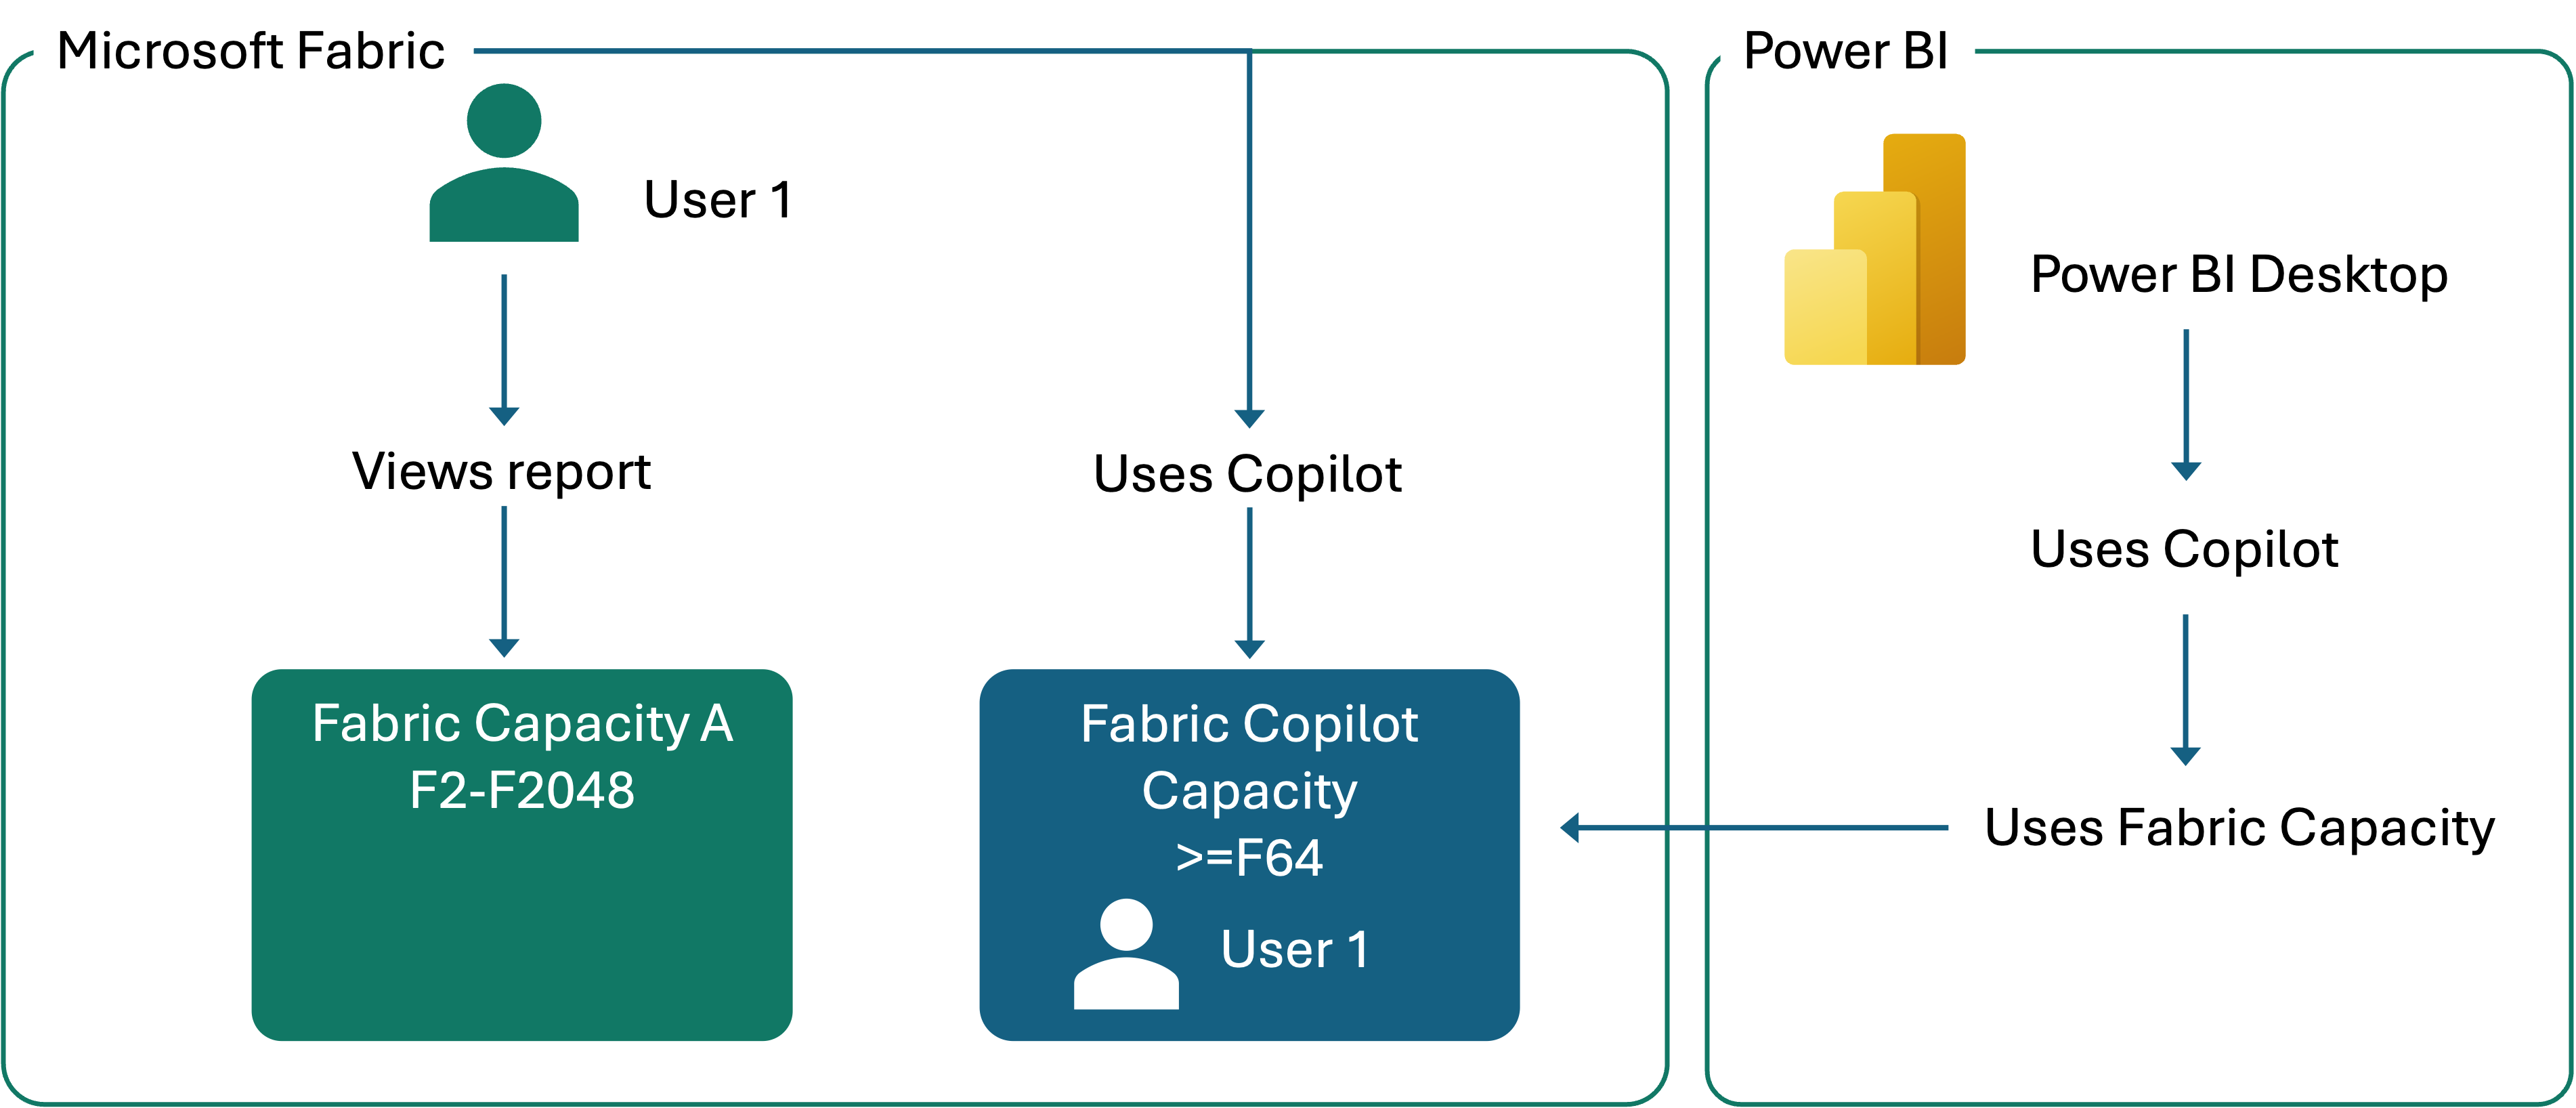 Microsoft Fabric
User 1
Views report
Uses Copilot
Fabric Capacity A
F2-F2048
Fabric Copilot
Capacity
>=F64
User 1
Power BI
Power BI Desktop
Uses Copilot
Uses Fabric Capacity